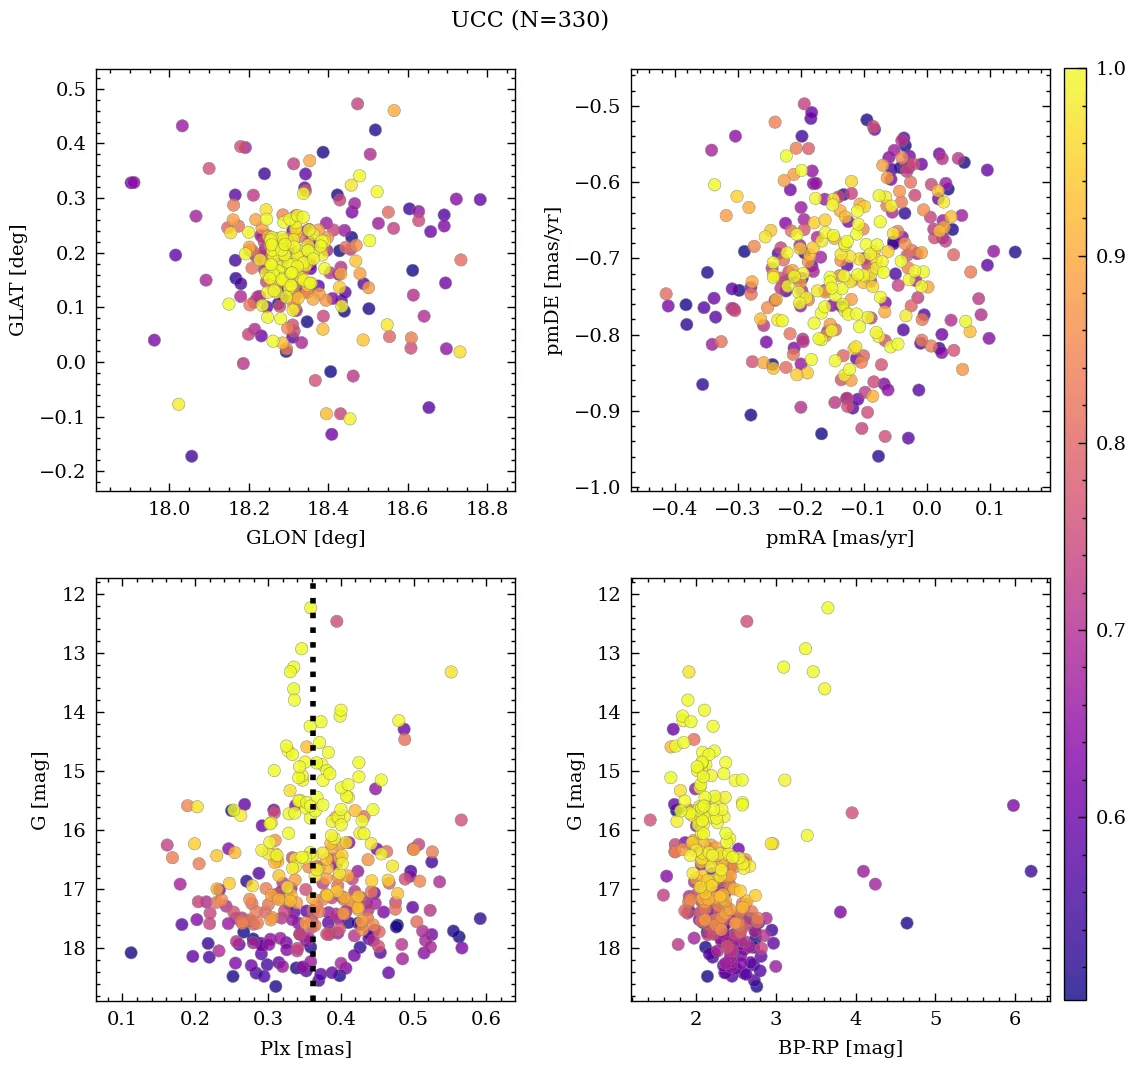 UCC (N=330)
0.5
0.4
0.3
0.2
0.1
0.0
−0.1
−0.2
GLAT [deg]
18.0 18.2 18.4 18.6 18.8
GLON [deg]
−0.5
−0.6
−0.7
−0.8
−0.9
−1.0
pmDE [mas/yr]
−0.4 −0.3 −0.2 −0.1 0.0 0.1
pmRA [mas/yr]
12
13
14
15
16
17
18
G [mag]
0.1 0.2 0.3 0.4 0.5 0.6
Plx [mas]
12
13
14
15
16
17
18
G [mag]
2 3 4 5 6
BP-RP [mag]
1.0
0.9
0.8
0.7
0.6